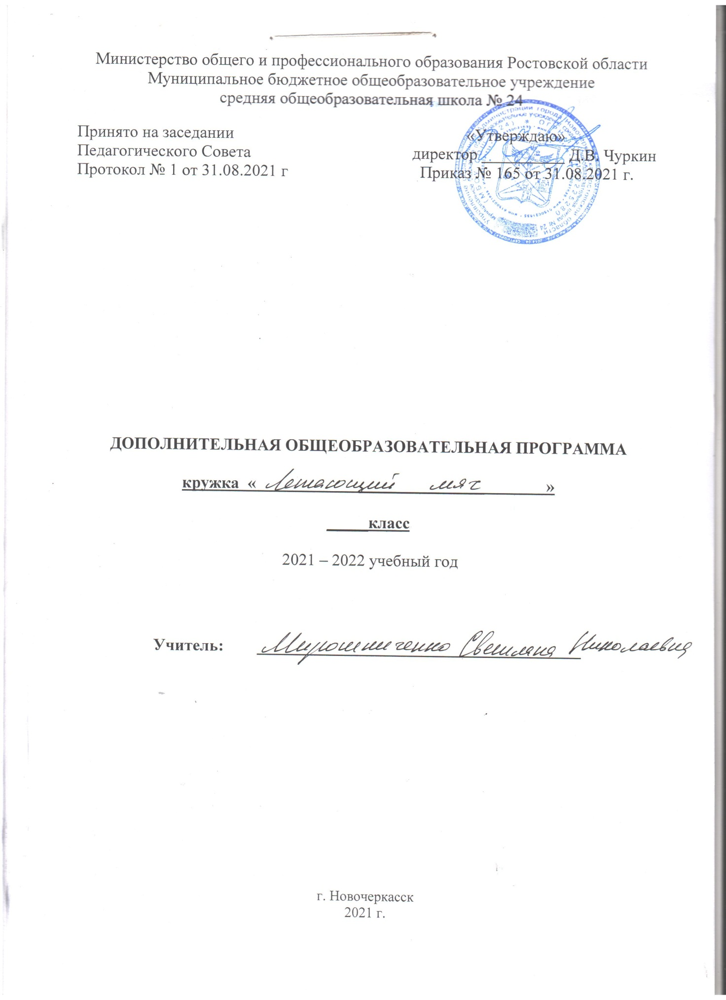 Министерство общего и профессионального образования Ростовской области
Муниципальное бюджетное общеобразовательное учреждение
средняя общеобразовательная школа № 24
Принято на заседании
Педагогического Совета
Протокол № 1 от 31.08.2021 г
«Утверждаю»
директор __________ Д.В. Чуркин
Приказ № 165 от 31.08.2021 г.
ДОПОЛНИТЕЛЬНАЯ ОБЩЕОБРАЗОВАТЕЛЬНАЯ ПРОГРАММА
кружка « Летающий мяч »
_____класс
2021 – 2022 учебный год
Учитель: Мирошниченко Светлана Николаевна
г. Новочеркасск
2021 г.